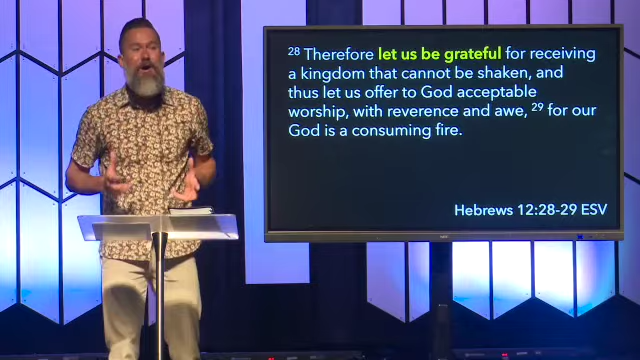 28 Therefore let us be grateful for receiving
a kingdom that cannot be shaken, and
thus let us offer to God acceptable
worship, with reverence and awe, 29 for our
God is a consuming fire.
Hebrews 12:28-29 ESV
NEC